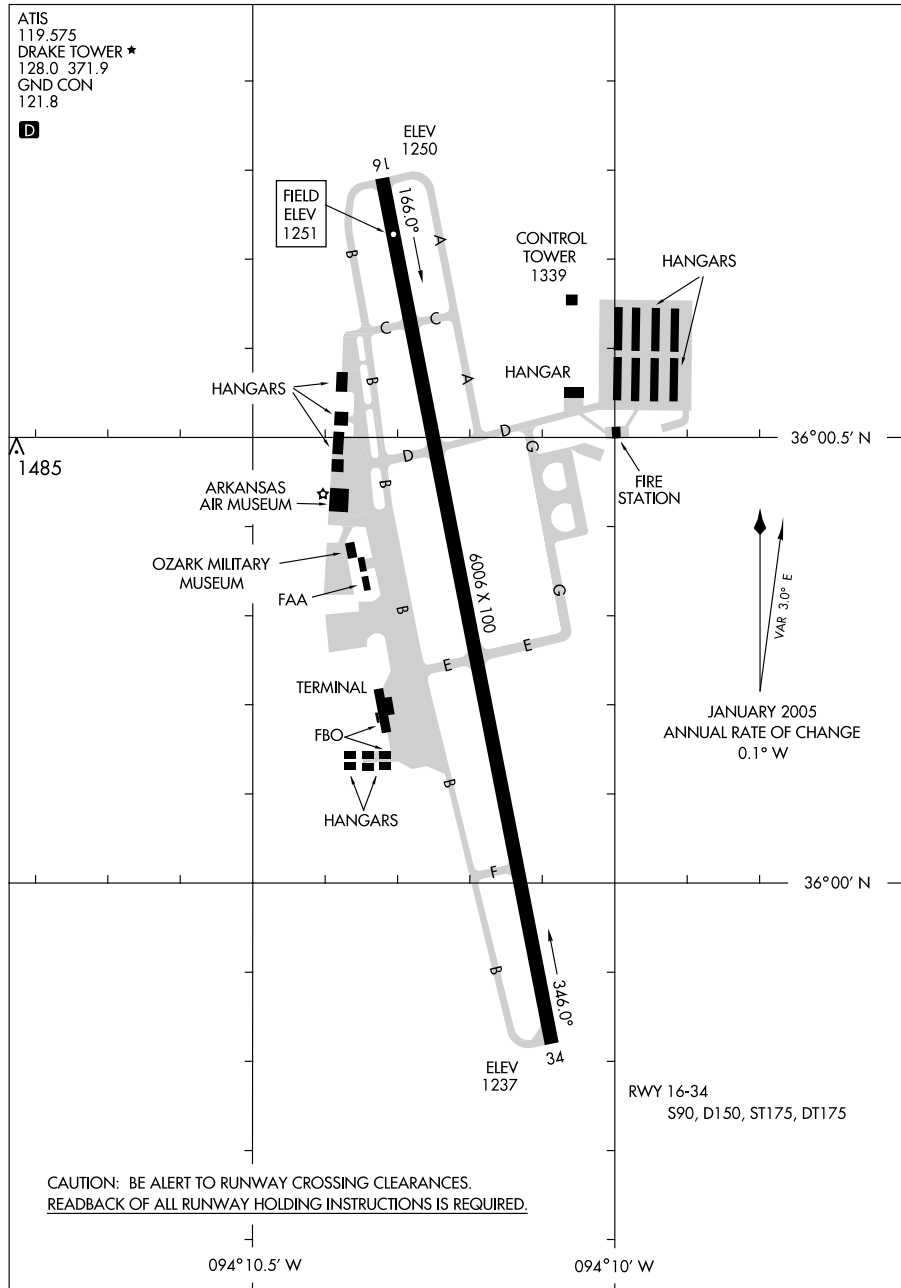 ATIS
119.575
DRAKE TOWER
128.0 371.9
GND CON
121.8
D
ELEV
1250
16
FIELD
ELEV
1251
166.0°
A
B
CONTROL
TOWER
1339
HANGARS
C
C
HANGAR
A
B
HANGARS
D
G
36°00.5' N
1485
D
B
FIRE
STATION
ARKANSAS
AIR MUSEUM
OZARK MILITARY
MUSEUM
FAA
6006 X 100
G
B
VAR 3.0° E
E
E
TERMINAL
JANUARY 2005
ANNUAL RATE OF CHANGE
0.1° W
FBO
B
HANGARS
F
36°00' N
B
346.0°
34
ELEV
1237
RWY 16-34
S90, D150, ST175, DT175
CAUTION: BE ALERT TO RUNWAY CROSSING CLEARANCES.
READBACK OF ALL RUNWAY HOLDING INSTRUCTIONS IS REQUIRED.
094°10.5' W
094°10' W